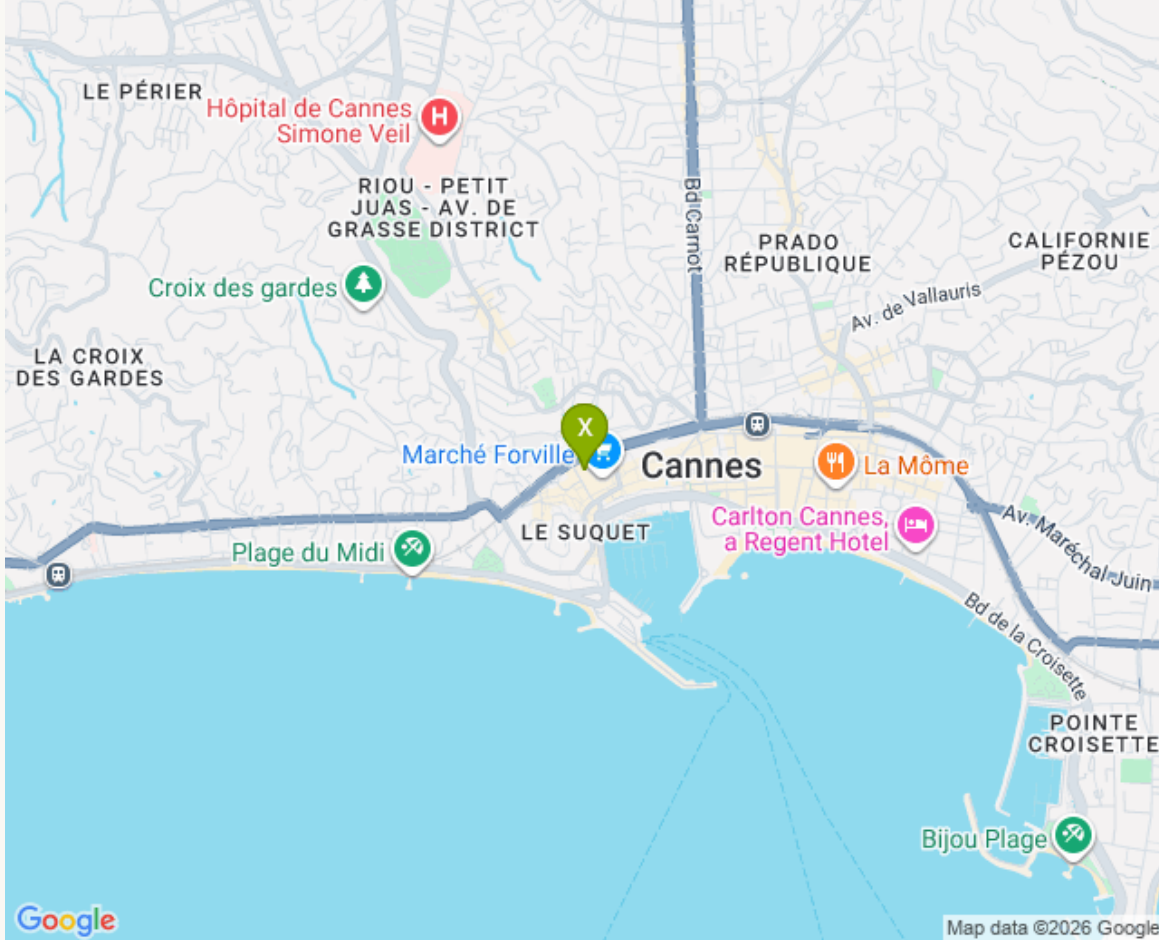 LE PÉRIER
Hôpital de Cannes
Simone Veil
H
RIOU - PETIT
JUAS - AV. DE
GRASSE DISTRICT
Bd Carnot
PRADO
RÉPUBLIQUE
CALIFORNIE
PÉZOU
Croix des gardes
Av. de Vallauris
LA CROIX
DES GARDES
X
Marché Forville
Cannes
La Môme
LE SUQUET
Carlton Cannes,
a Regent Hotel
Av. Maréchal Juin
Plage du Midi
Bd de la Croisette
POINTE
CROISETTE
Bijou Plage
Google
Map data ©2026 Google